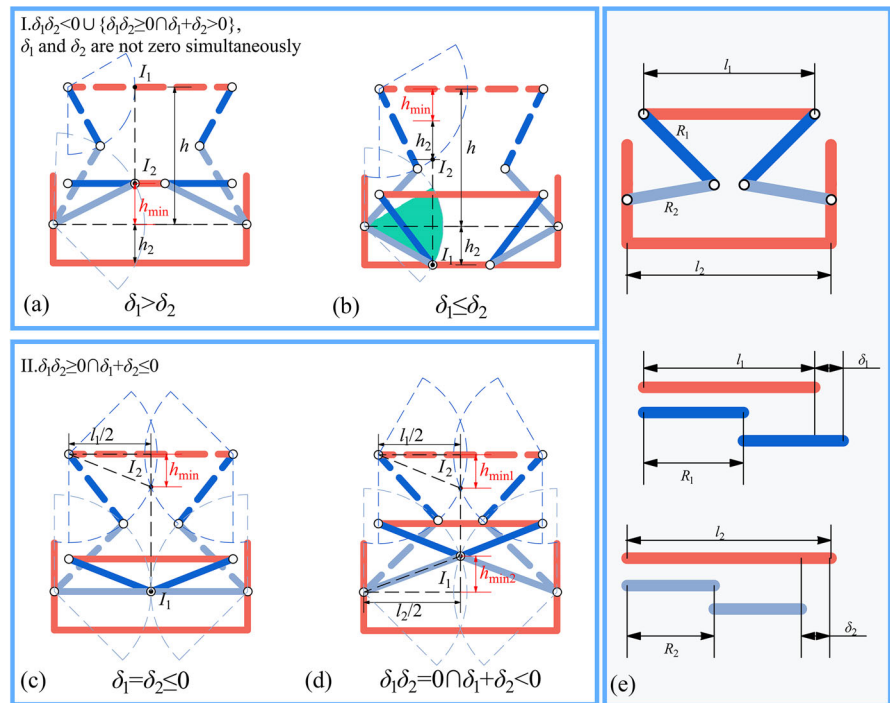 I.δ₁δ₂<0∪{δ₁δ₂≥0∩δ₁+δ₂>0},
δ₁ and δ₂ are not zero simultaneously
I₁
h
I₂
hmin
h₂
(a)
δ₁>δ₂
hmin
h₂
h
I₂
h₂
I₁
(b)
δ₁≤δ₂
II.δ₁δ₂≥0∩δ₁+δ₂≤0
l₁/2
I₂
hmin
I₁
(c)
δ₁=δ₂≤0
l₁/2
I₂
hmin1
I₁
hmin2
l₂/2
(d)
δ₁δ₂=0∩δ₁+δ₂<0
l₁
R₁
R₂
l₂
l₁
δ₁
R₁
l₂
R₂
δ₂
(e)